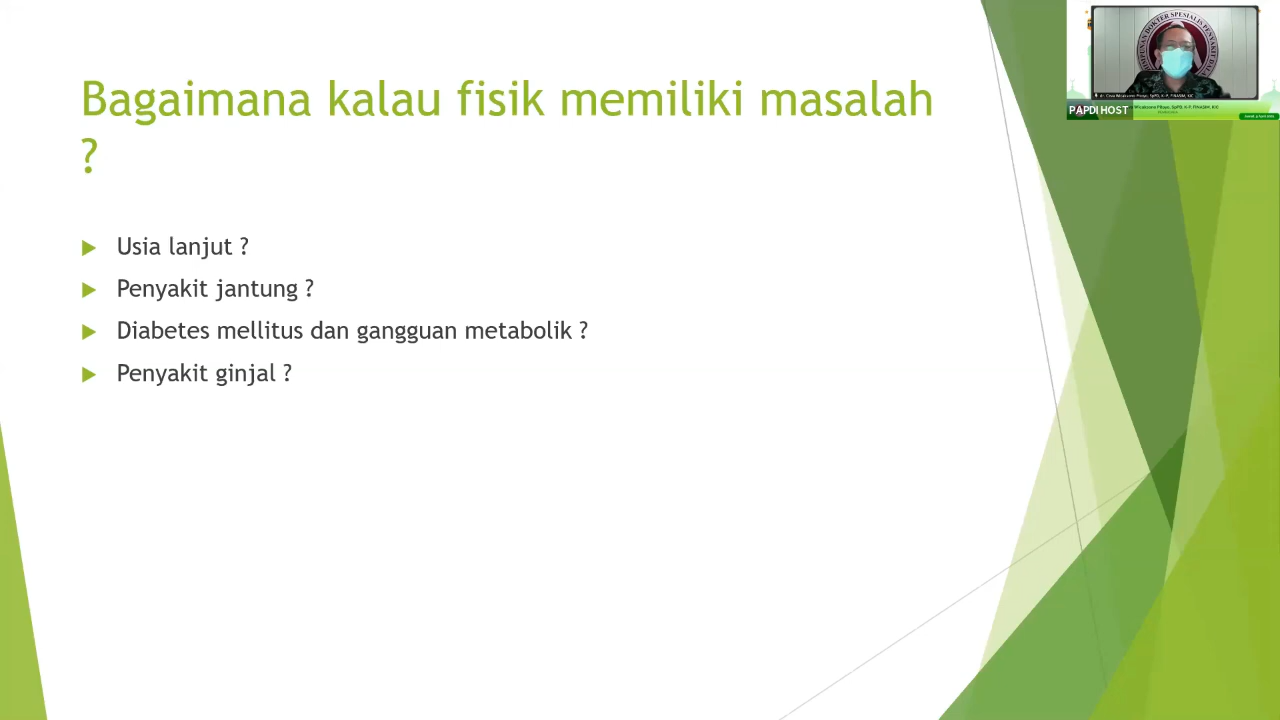 Bagaimana kalau fisik memiliki masalah
?
Usia lanjut ?
Penyakit jantung ?
Diabetes mellitus dan gangguan metabolik ?
Penyakit ginjal ?
PAPDI HOST